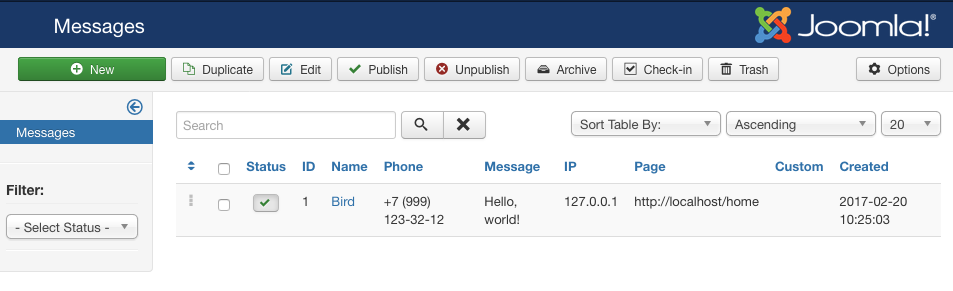 Messages
Joomla!®
New Duplicate Edit Publish Unpublish Archive Check-in Trash Options
Messages
Search Sort Table By: Ascending 20
Status ID Name Phone Message IP Page Custom Created
Filter:
- Select Status -
1 Bird +7 (999) Hello, 127.0.0.1 http://localhost/home 2017-02-20
123-32-12 world! 10:25:03